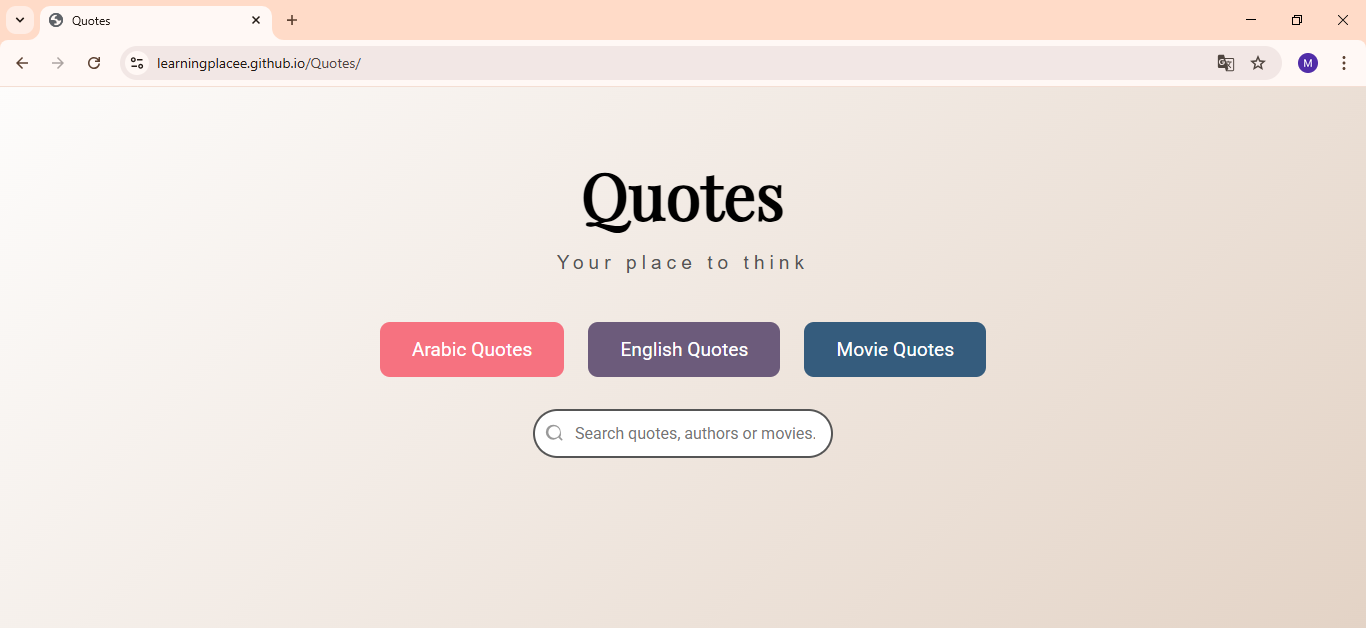 Quotes
learningplacee.github.io/Quotes/
M
Quotes
Your place to think
Arabic Quotes
English Quotes
Movie Quotes
Search quotes, authors or movies.